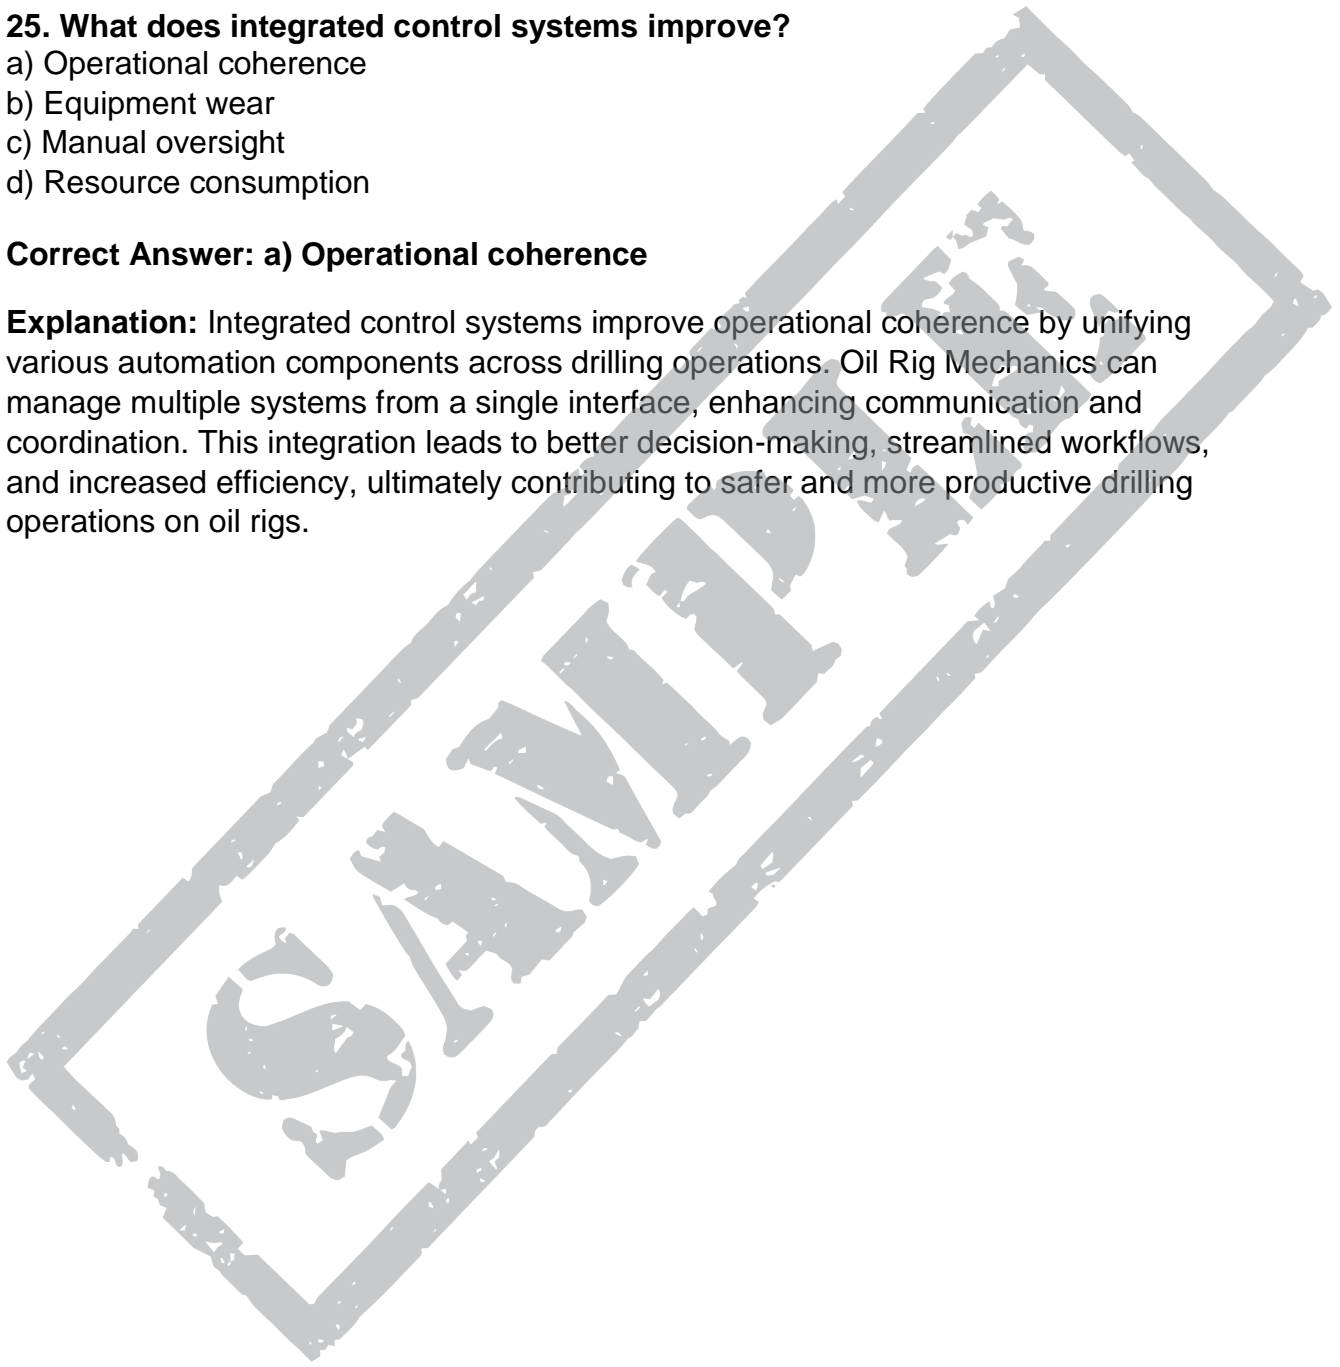 25. What does integrated control systems improve?
a) Operational coherence
b) Equipment wear
c) Manual oversight
d) Resource consumption
Correct Answer: a) Operational coherence
Explanation: Integrated control systems improve operational coherence by unifying
various automation components across drilling operations. Oil Rig Mechanics can
manage multiple systems from a single interface, enhancing communication and
coordination. This integration leads to better decision-making, streamlined workflows,
and increased efficiency, ultimately contributing to safer and more productive drilling
operations on oil rigs.
SAMPLE